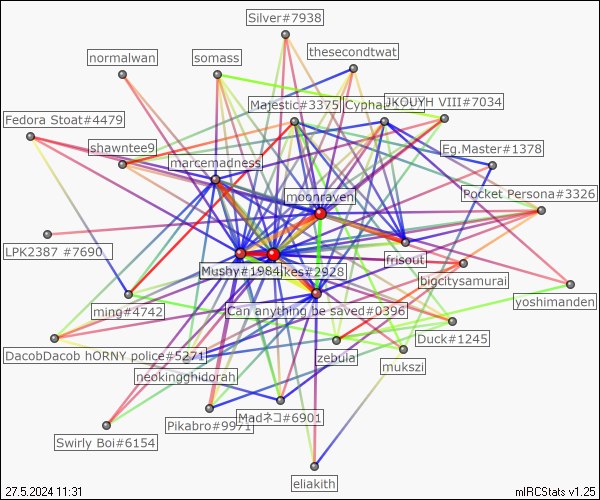 Silver#7938
normalwan
somass
thesecondtwat
Majestic#3375
JKOUYH VIII#7034
Fedora Stoat#4479
shawntee9
Eg.Master#1378
marcemadness
moonraven
Pocket Persona#3326
LPK2387 #7690
frisout
Mushy#1984
jkes#2928
bigcitysamurai
yoshimanden
ming#4742
Can anything be saved#0396
Duck#1245
DacobDacob hORNY police#5271
zebula
mukszi
neokingghidorah
Pikabro#9971
Madネコ#6901
Swirly Boi#6154
eliakith
27.5.2024 11:31
mIRCStats v1.25